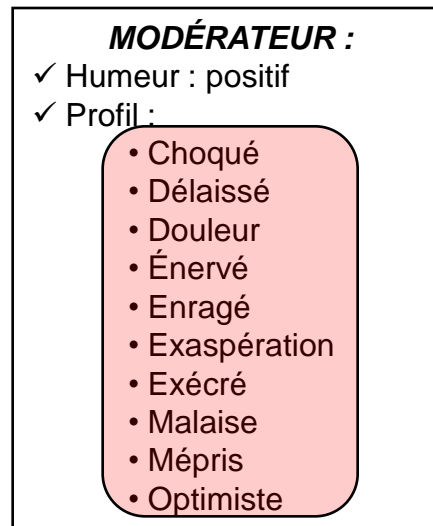 MODÉRATEUR :
✓ Humeur : positif
✓ Profil :
• Choqué
• Délaissé
• Douleur
• Énervé
• Enragé
• Exaspération
• Exécré
• Malaise
• Mépris
• Optimiste